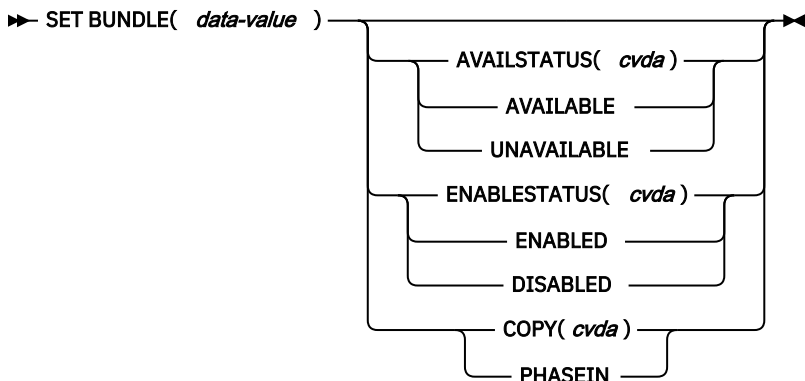 SET BUNDLE( data-value )
AVAILSTATUS( cvda )
AVAILABLE
UNAVAILABLE
ENABLESTATUS( cvda )
ENABLED
DISABLED
COPY( cvda )
PHASEIN